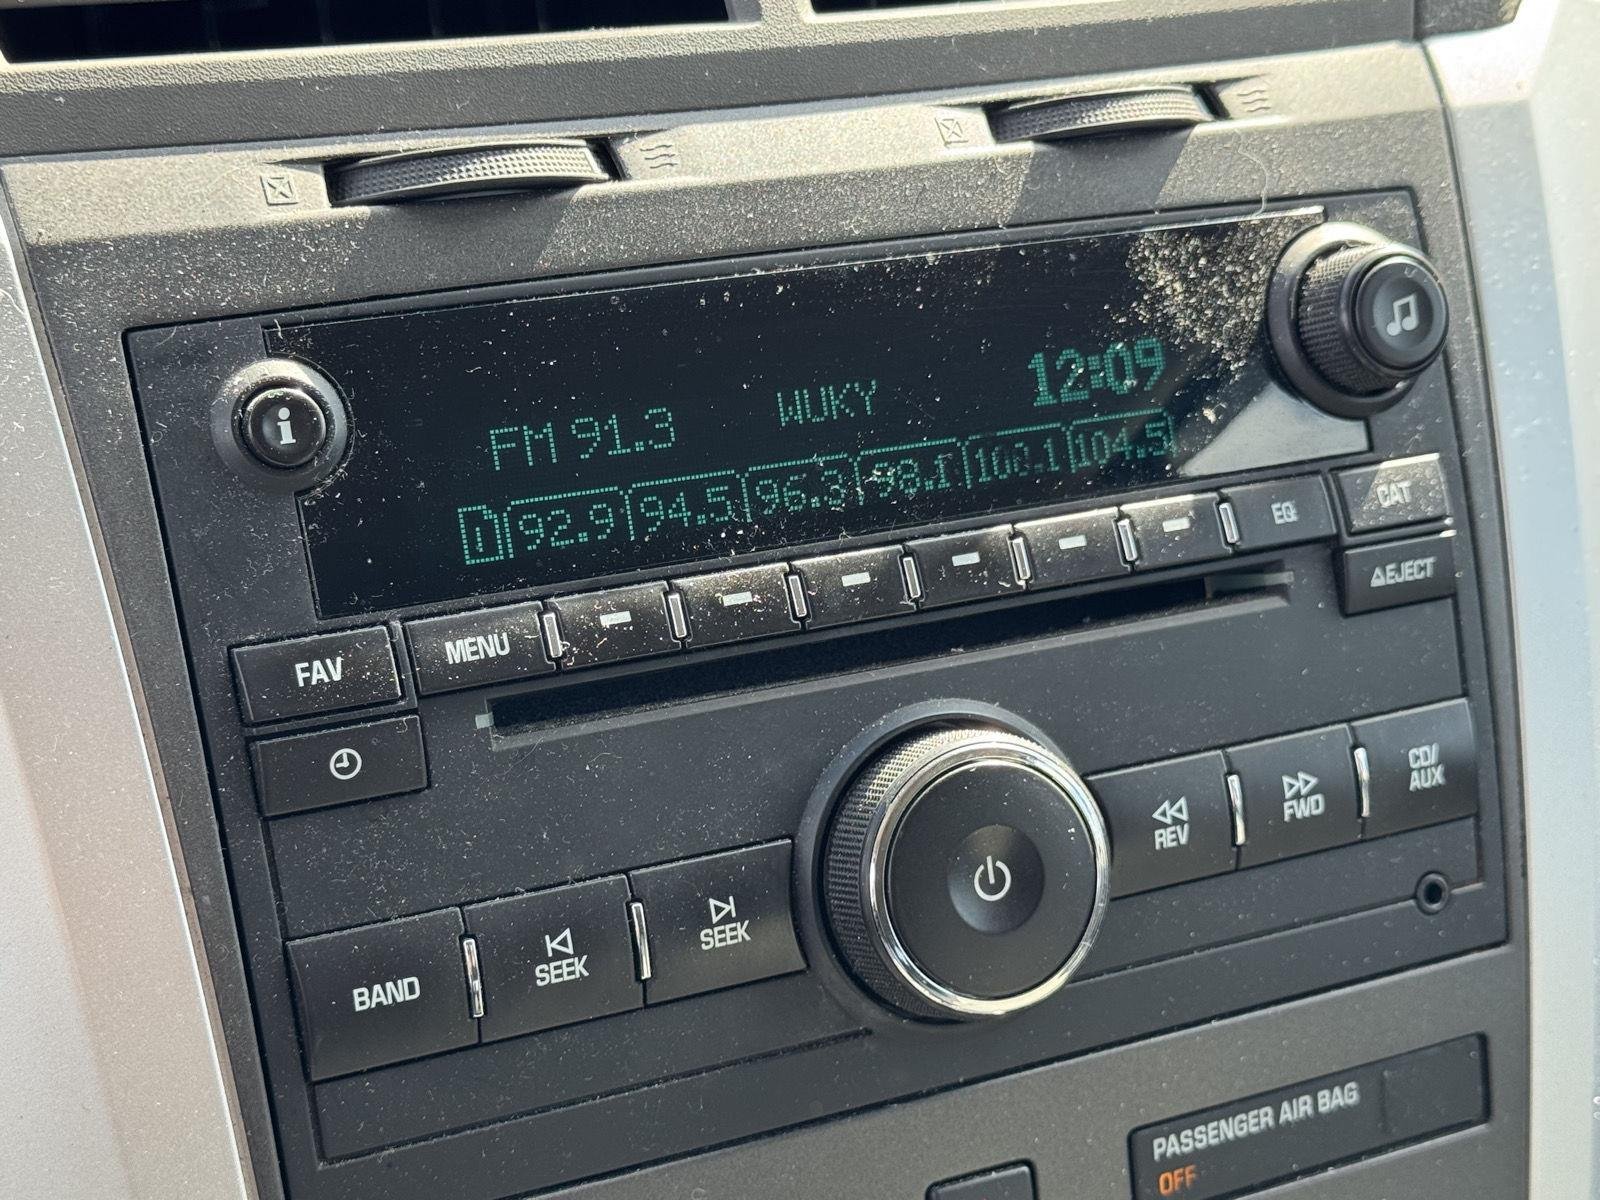 12:09
FM 91.3 WUKY
1 92.9 94.5 96.3 98.1 100.1 104.5
i
FAV MENU EQ CAT
EJECT
BAND SEEK SEEK REV FWD CD/
AUX
PASSENGER AIR BAG
OFF